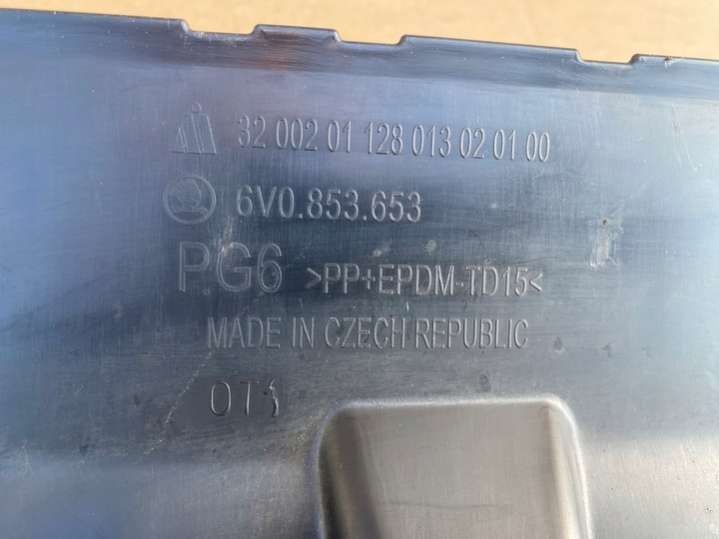 32 002 01 128 013 02 01 00
6V0.853.653
PG6 >PP+EPDM-TD15<
MADE IN CZECH REPUBLIC